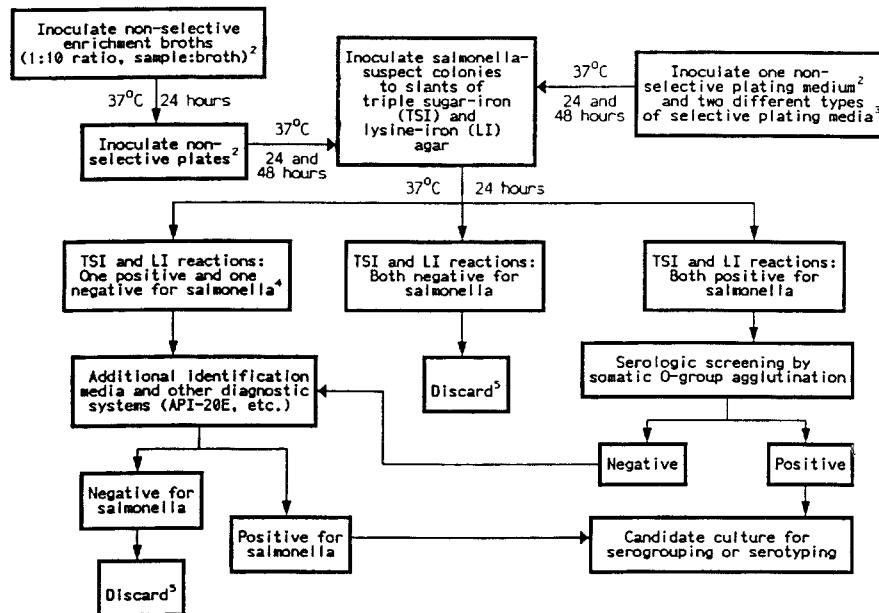 Inoculate non-selective
enrichment broths
(1:10 ratio, sample:broth)²
37°C
24 hours
Inoculate non-
selective plates²
37°C
24 and
48 hours
Inoculate salmonella-
suspect colonies
to slants of
triple sugar-iron
(TSI) and
lysine-iron (LI)
agar
37°C
24 and
48 hours
Inoculate one non-
selective plating medium²
and two different types
of selective plating media³
37°C
24 hours
TSI and LI reactions:
One positive and one
negative for salmonella⁴
TSI and LI reactions:
Both negative for
salmonella
TSI and LI reactions:
Both positive for
salmonella
Additional identification
media and other diagnostic
systems (API-20E, etc.)
Discard⁵
Serologic screening by
somatic O-group agglutination
Negative
Positive
Negative for
salmonella
Positive for
salmonella
Candidate culture for
serogrouping or serotyping
Discard⁵